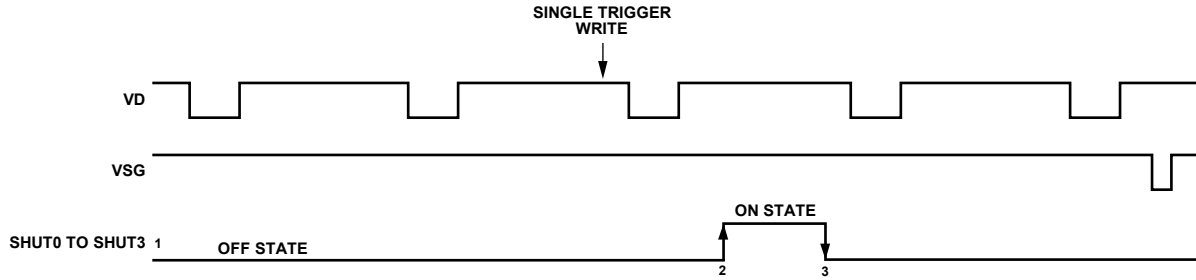 SINGLE TRIGGER
WRITE
VD
VSG
ON STATE
SHUT0 TO SHUT3 1
OFF STATE
2
3